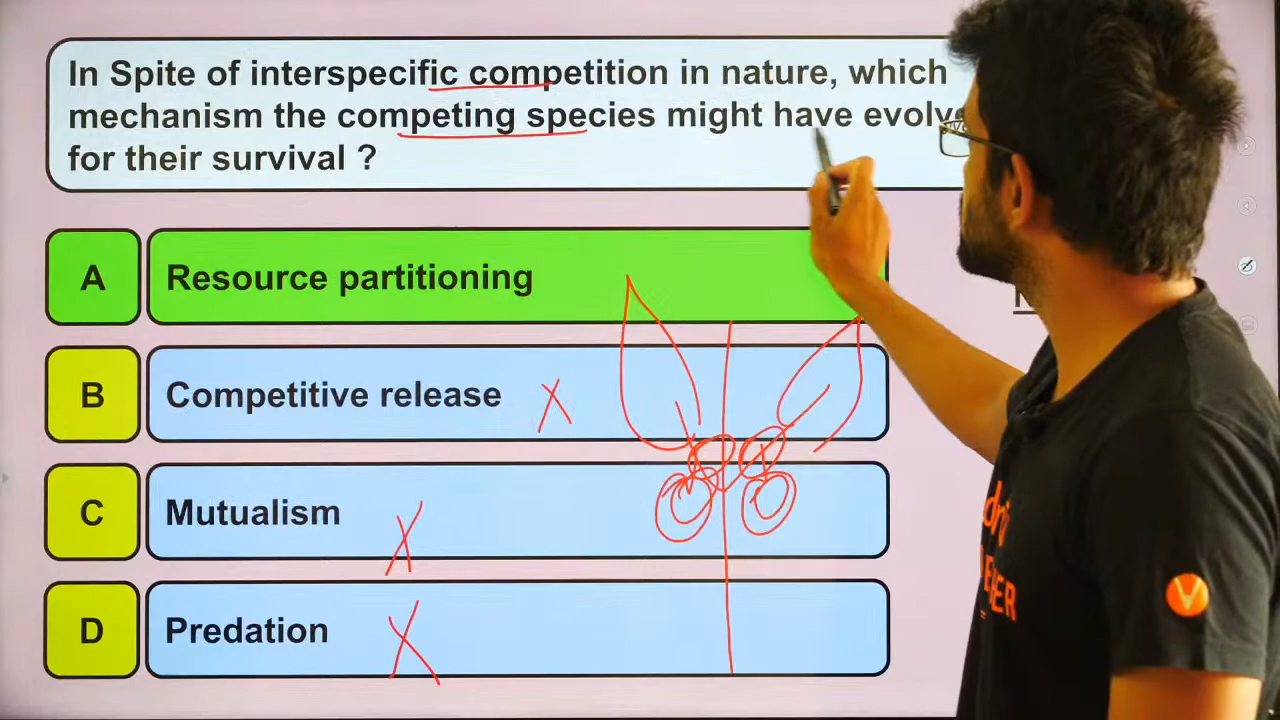 In Spite of interspecific competition in nature, which
mechanism the competing species might have
for their survival ?
A
Resource partitioning
B
Competitive release
X
C
Mutualism
X
D
Predation
X